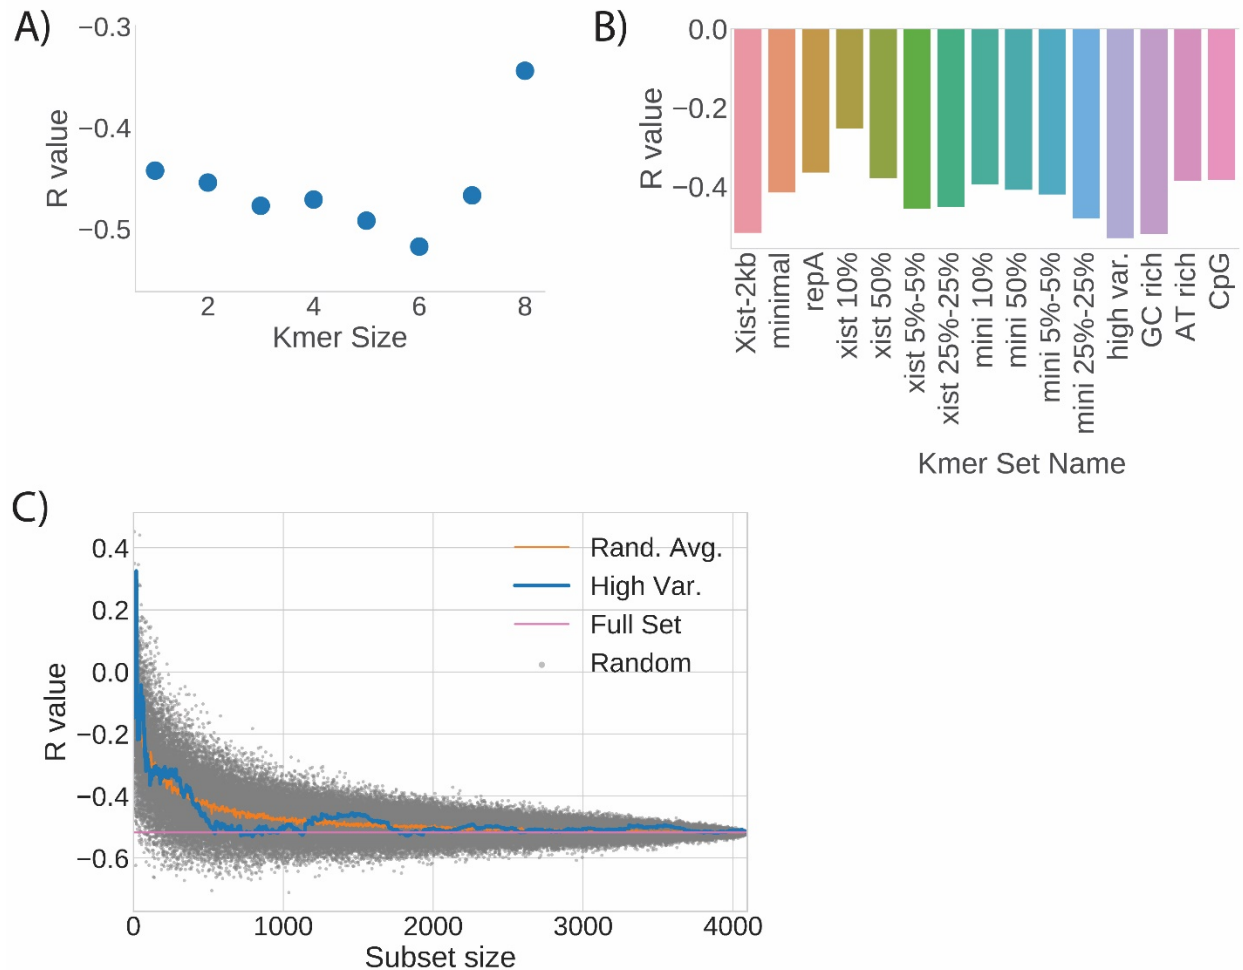 A)
−0.3
−0.4
−0.5
R value
2 4 6 8
Kmer Size
B)
0.0
−0.2
−0.4
R value
Xist-2kb
minimal
repA
xist 10%
xist 50%
xist 5%-5%
xist 25%-25%
mini 10%
mini 50%
mini 5%-5%
mini 25%-25%
high var.
GC rich
AT rich
CpG
Kmer Set Name
C)
0.4
0.2
0.0
−0.2
−0.4
−0.6
R value
Rand. Avg.
High Var.
Full Set
Random
0 1000 2000 3000 4000
Subset size